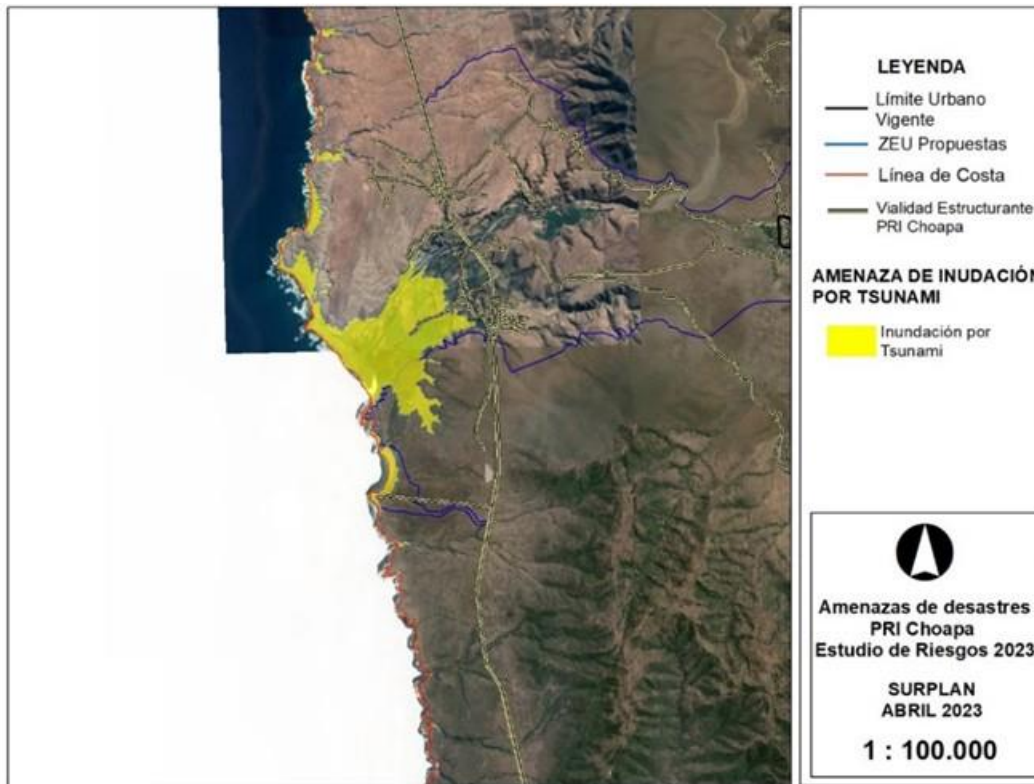 LEYENDA
Límite Urbano
Vigente
ZEU Propuestas
Línea de Costa
Vialidad Estructurante
PRI Choapa
AMENAZA DE INUDACIÓN
POR TSUNAMI
Inundación por
Tsunami
Amenazas de desastres
PRI Choapa
Estudio de Riesgos 2023
SURPLAN
ABRIL 2023
1 : 100.000